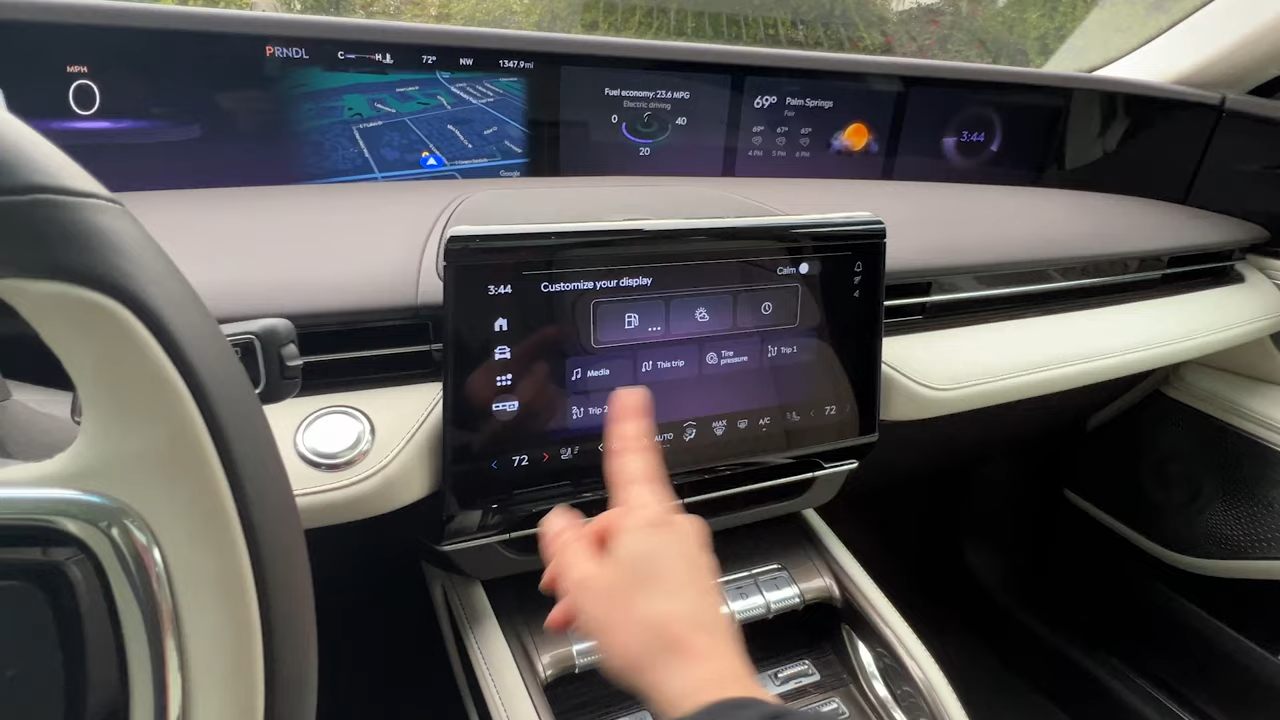 MPH
0
PRNDL
C H
72°
NW
1347.9 mi
Google
Fuel economy: 23.6 MPG
Electric driving
0
40
20
69° Palm Springs
Fair
69° 67° 65°
4 PM 5 PM 6 PM
3:44
3:44
Customize your display
Calm
Media
This trip
Tire pressure
Trip 1
Trip 2
72
AUTO
MAX
A/C
72
D